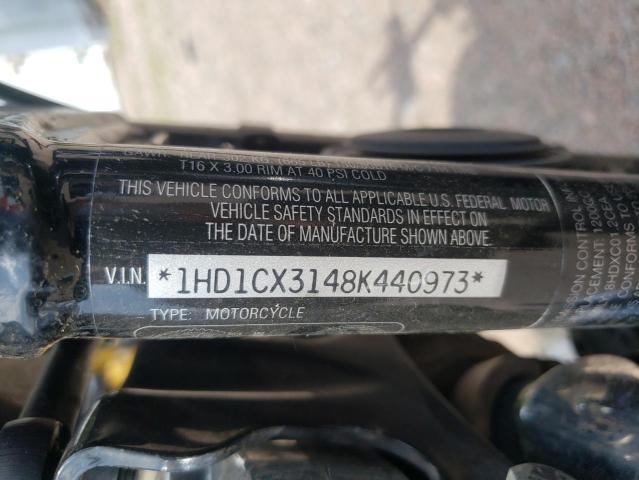 T16 X 3.00 RIM AT 40 PSI COLD
THIS VEHICLE CONFORMS TO ALL APPLICABLE U.S. FEDERAL MOTOR
VEHICLE SAFETY STANDARDS IN EFFECT ON
THE DATE OF MANUFACTURE SHOWN ABOVE.
V.I.N. *1HD1CX3148K440973*
TYPE: MOTORCYCLE